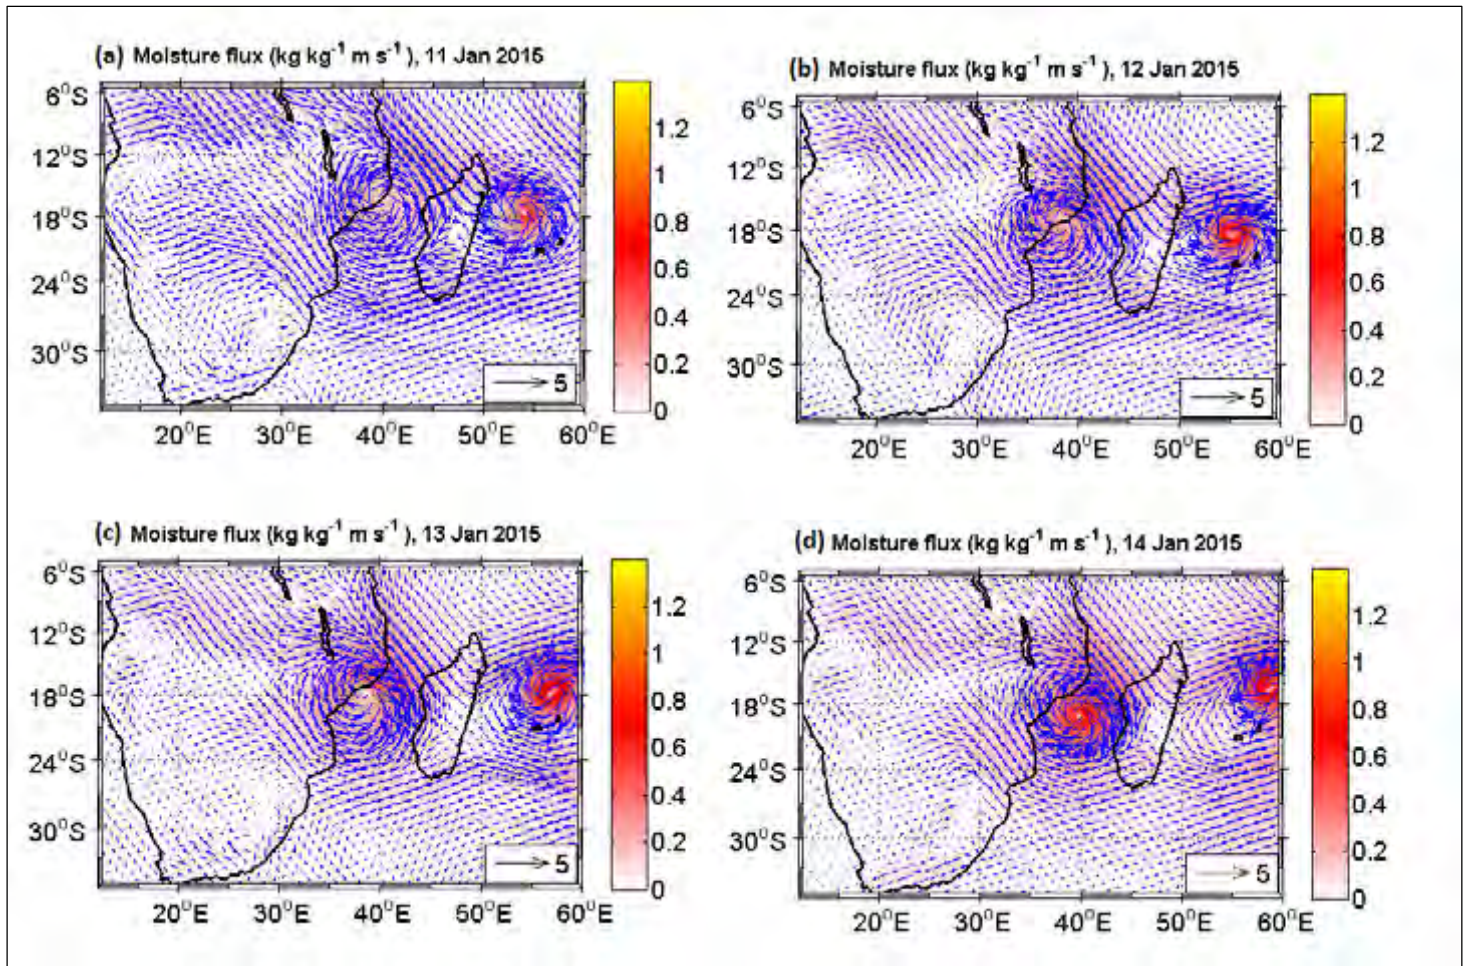 (a) Moisture flux (kg kg⁻¹ m s⁻¹ ), 11 Jan 2015
6°S
12°S
18°S
24°S
30°S
20°E 30°E 40°E 50°E 60°E
5
1.2
1
0.8
0.6
0.4
0.2
0
(b) Moisture flux (kg kg⁻¹ m s⁻¹ ), 12 Jan 2015
6°S
12°S
18°S
24°S
30°S
20°E 30°E 40°E 50°E 60°E
5
1.2
1
0.8
0.6
0.4
0.2
0
(c) Moisture flux (kg kg⁻¹ m s⁻¹ ), 13 Jan 2015
6°S
12°S
18°S
24°S
30°S
20°E 30°E 40°E 50°E 60°E
5
1.2
1
0.8
0.6
0.4
0.2
0
(d) Moisture flux (kg kg⁻¹ m s⁻¹ ), 14 Jan 2015
6°S
12°S
18°S
24°S
30°S
20°E 30°E 40°E 50°E 60°E
5
1.2
1
0.8
0.6
0.4
0.2
0